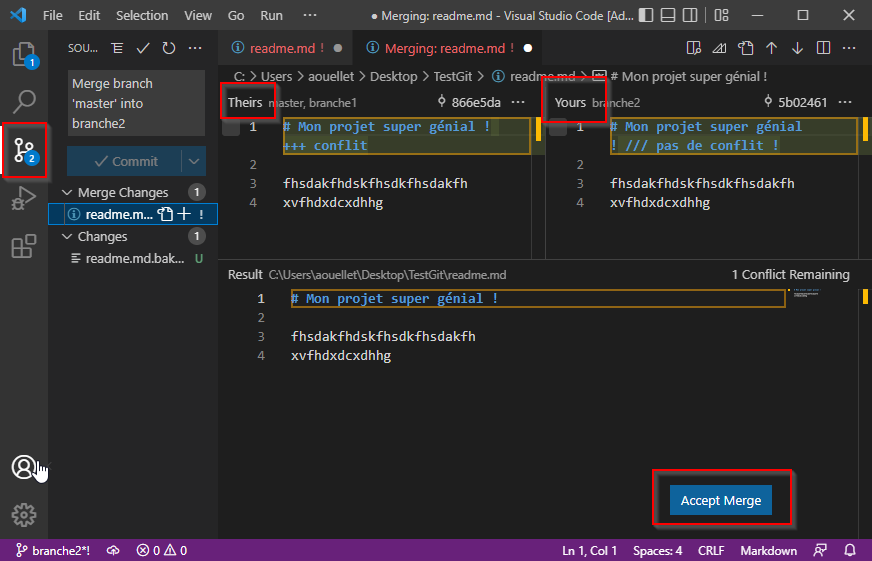 File Edit Selection View Go Run ··· ● Merging: readme.md - Visual Studio Code [Ad...
SOU...
readme.md !
Merging: readme.md !
1
C: > Users > aouellet > Desktop > TestGit > readme.md > # Mon projet super génial !
Merge branch
'master' into
branche2
Theirs master, branche1 866e5da ···
Yours branche2 5b02461 ···
1 # Mon projet super génial !
+++ conflit
2
3 fhsdakfhdskfhsdkfhsdakfh
4 xvfhdxdcxdhhg
1 # Mon projet super génial
! /// pas de conflit !
2
3 fhsdakfhdskfhsdkfhsdakfh
4 xvfhdxdcxdhhg
2
Commit
Merge Changes 1
readme.m... !
Changes 1
readme.md.bak... U
Result C:\Users\aouellet\Desktop\TestGit\readme.md 1 Conflict Remaining
1 # Mon projet super génial !
2
3 fhsdakfhdskfhsdkfhsdakfh
4 xvfhdxdcxdhhg
Accept Merge
branche2*! 0 0 Ln 1, Col 1 Spaces: 4 CRLF Markdown